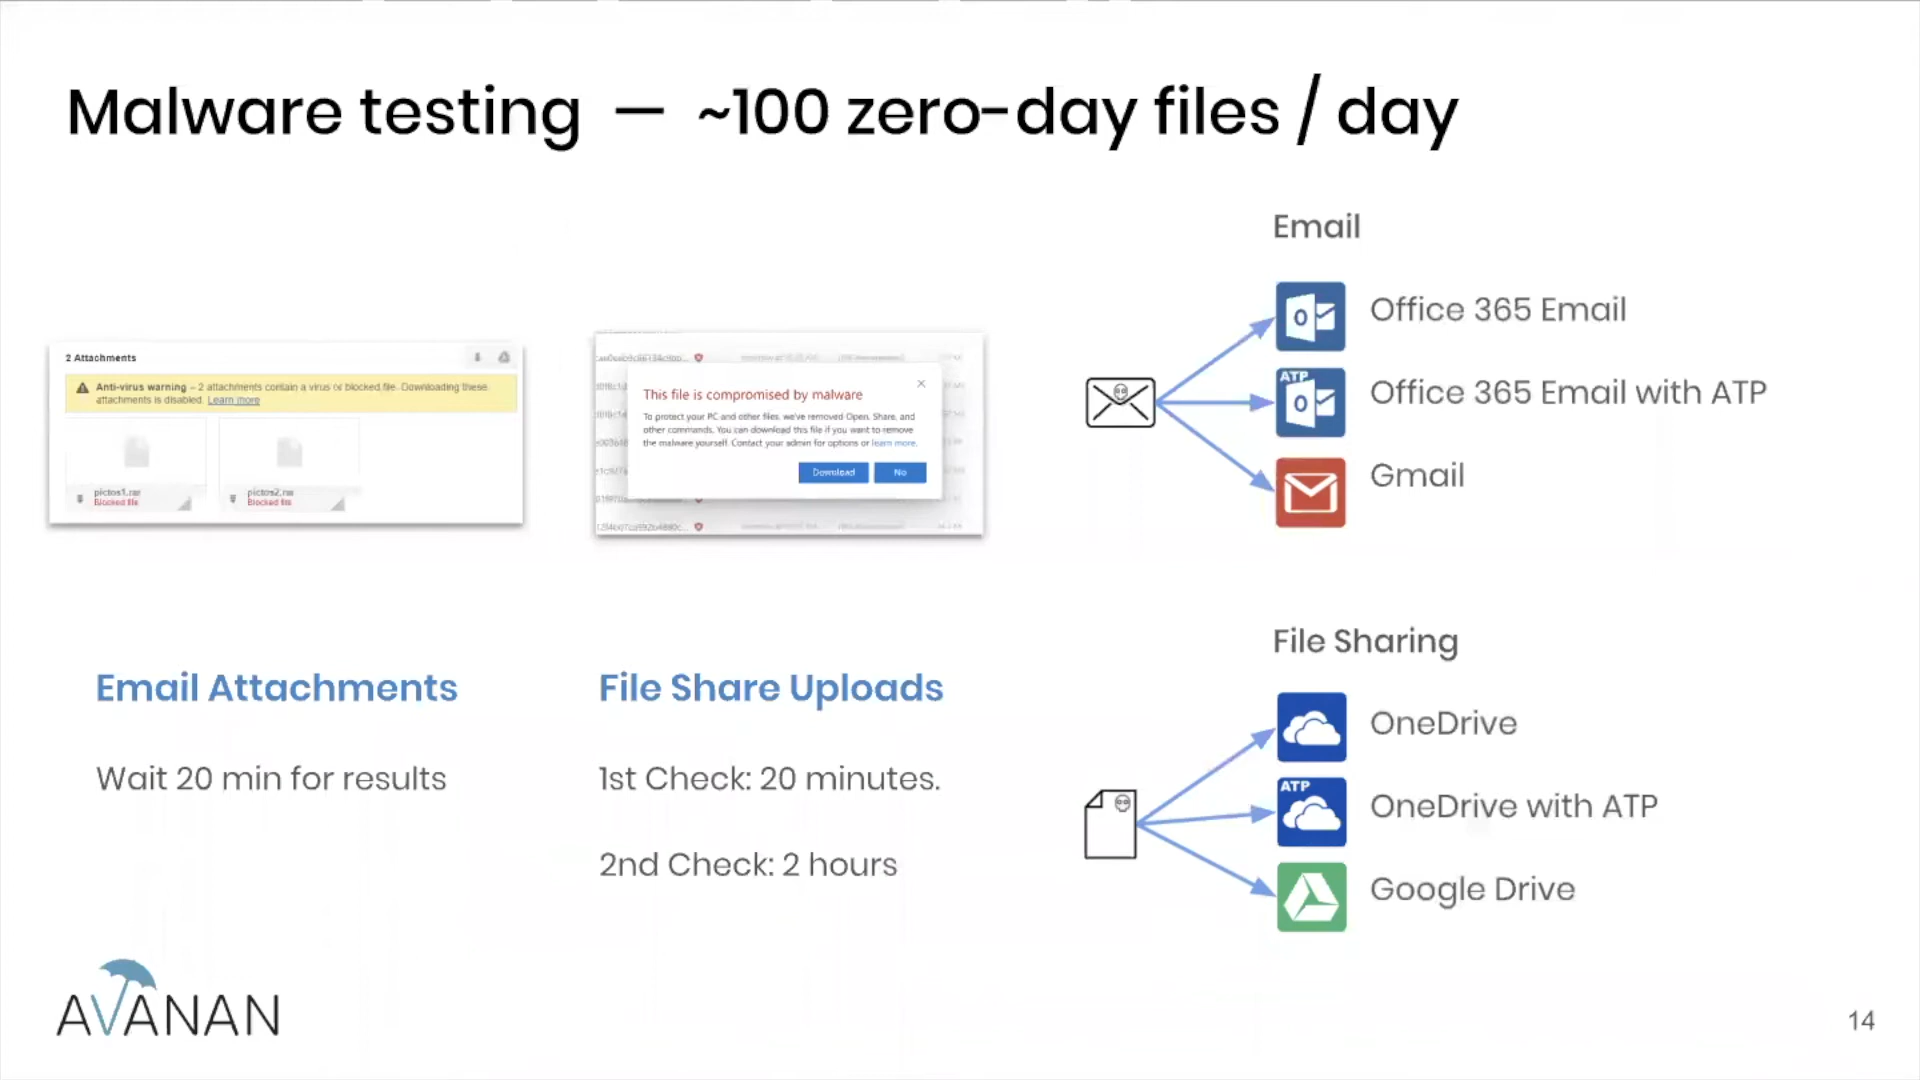 Malware testing — ~100 zero-day files / day
2 Attachments
Anti-virus warning – 2 attachments contain a virus or blocked file. Downloading these
attachments is disabled. Learn more
pictos1.rar
Blocked file
pictos2.rar
Blocked file
This file is compromised by malware
To protect your PC and other files, we've removed Open, Share, and
other commands. You can download this file if you want to remove
the malware yourself. Contact your admin for options or learn more.
Download
No
Email Attachments
Wait 20 min for results
File Share Uploads
1st Check: 20 minutes.
2nd Check: 2 hours
Email
Office 365 Email
ATP
Office 365 Email with ATP
Gmail
File Sharing
OneDrive
ATP
OneDrive with ATP
Google Drive
AVANAN
14